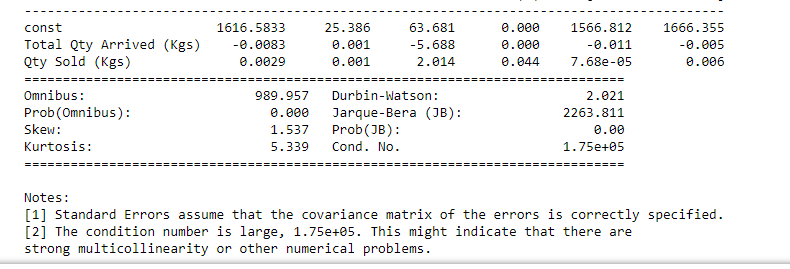 const 1616.5833 25.386 63.681 0.000 1566.812 1666.355
Total Qty Arrived (Kgs) -0.0083 0.001 -5.688 0.000 -0.011 -0.005
Qty Sold (Kgs) 0.0029 0.001 2.014 0.044 7.68e-05 0.006
==============================================================================
Omnibus: 989.957 Durbin-Watson: 2.021
Prob(Omnibus): 0.000 Jarque-Bera (JB): 2263.811
Skew: 1.537 Prob(JB): 0.00
Kurtosis: 5.339 Cond. No. 1.75e+05
==============================================================================
Notes:
[1] Standard Errors assume that the covariance matrix of the errors is correctly specified.
[2] The condition number is large, 1.75e+05. This might indicate that there are
strong multicollinearity or other numerical problems.